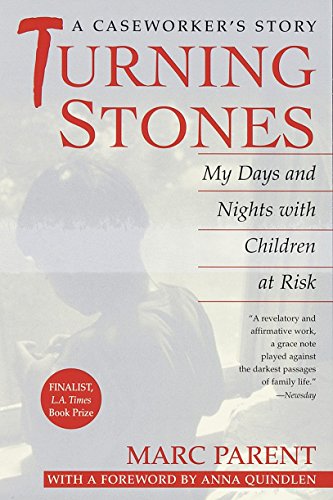 A CASEWORKER'S STORY
TURNING
STONES
My Days and
Nights with
Children
at Risk
"A revelatory and
affirmative work,
a grace note
played against
the darkest passages
of family life."
—Newsday
FINALIST,
L.A. Times
Book Prize
MARC PARENT
WITH A FOREWORD BY ANNA QUINDLEN